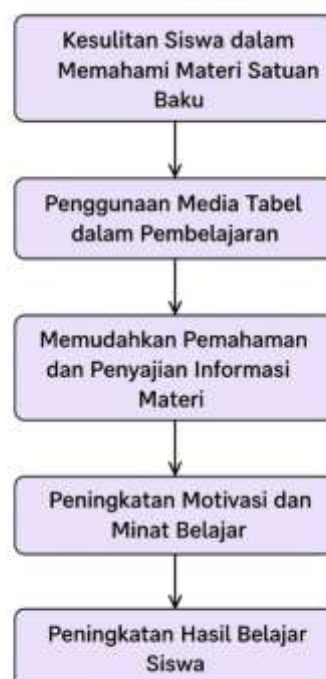 Kesulitan Siswa dalam
Memahami Materi Satuan
Baku
Penggunaan Media Tabel
dalam Pembelajaran
Memudahkan Pemahaman
dan Penyajian Informasi
Materi
Peningkatan Motivasi dan
Minat Belajar
Peningkatan Hasil Belajar
Siswa